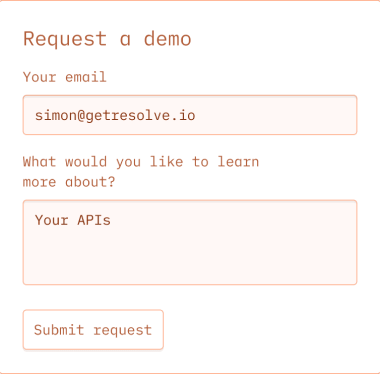 Request a demo
Your email
simon@getresolve.io
What would you like to learn
more about?
Your APIs
Submit request